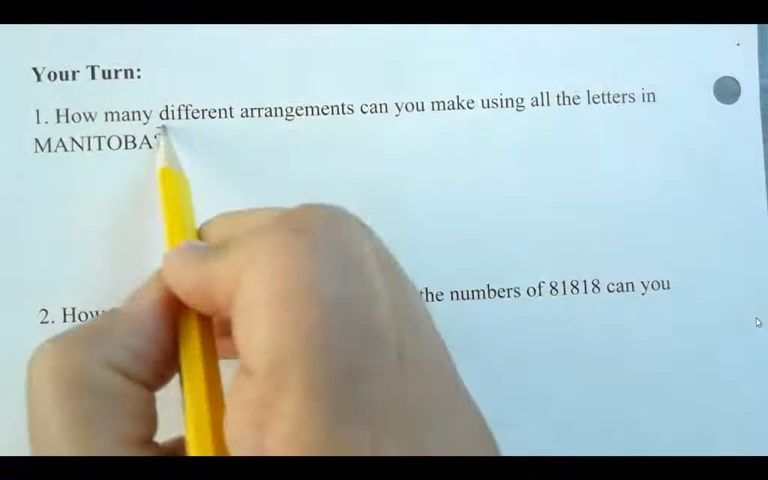 Your Turn:
1. How many different arrangements can you make using all the letters in
MANITOBA?
2. How the numbers of 81818 can you